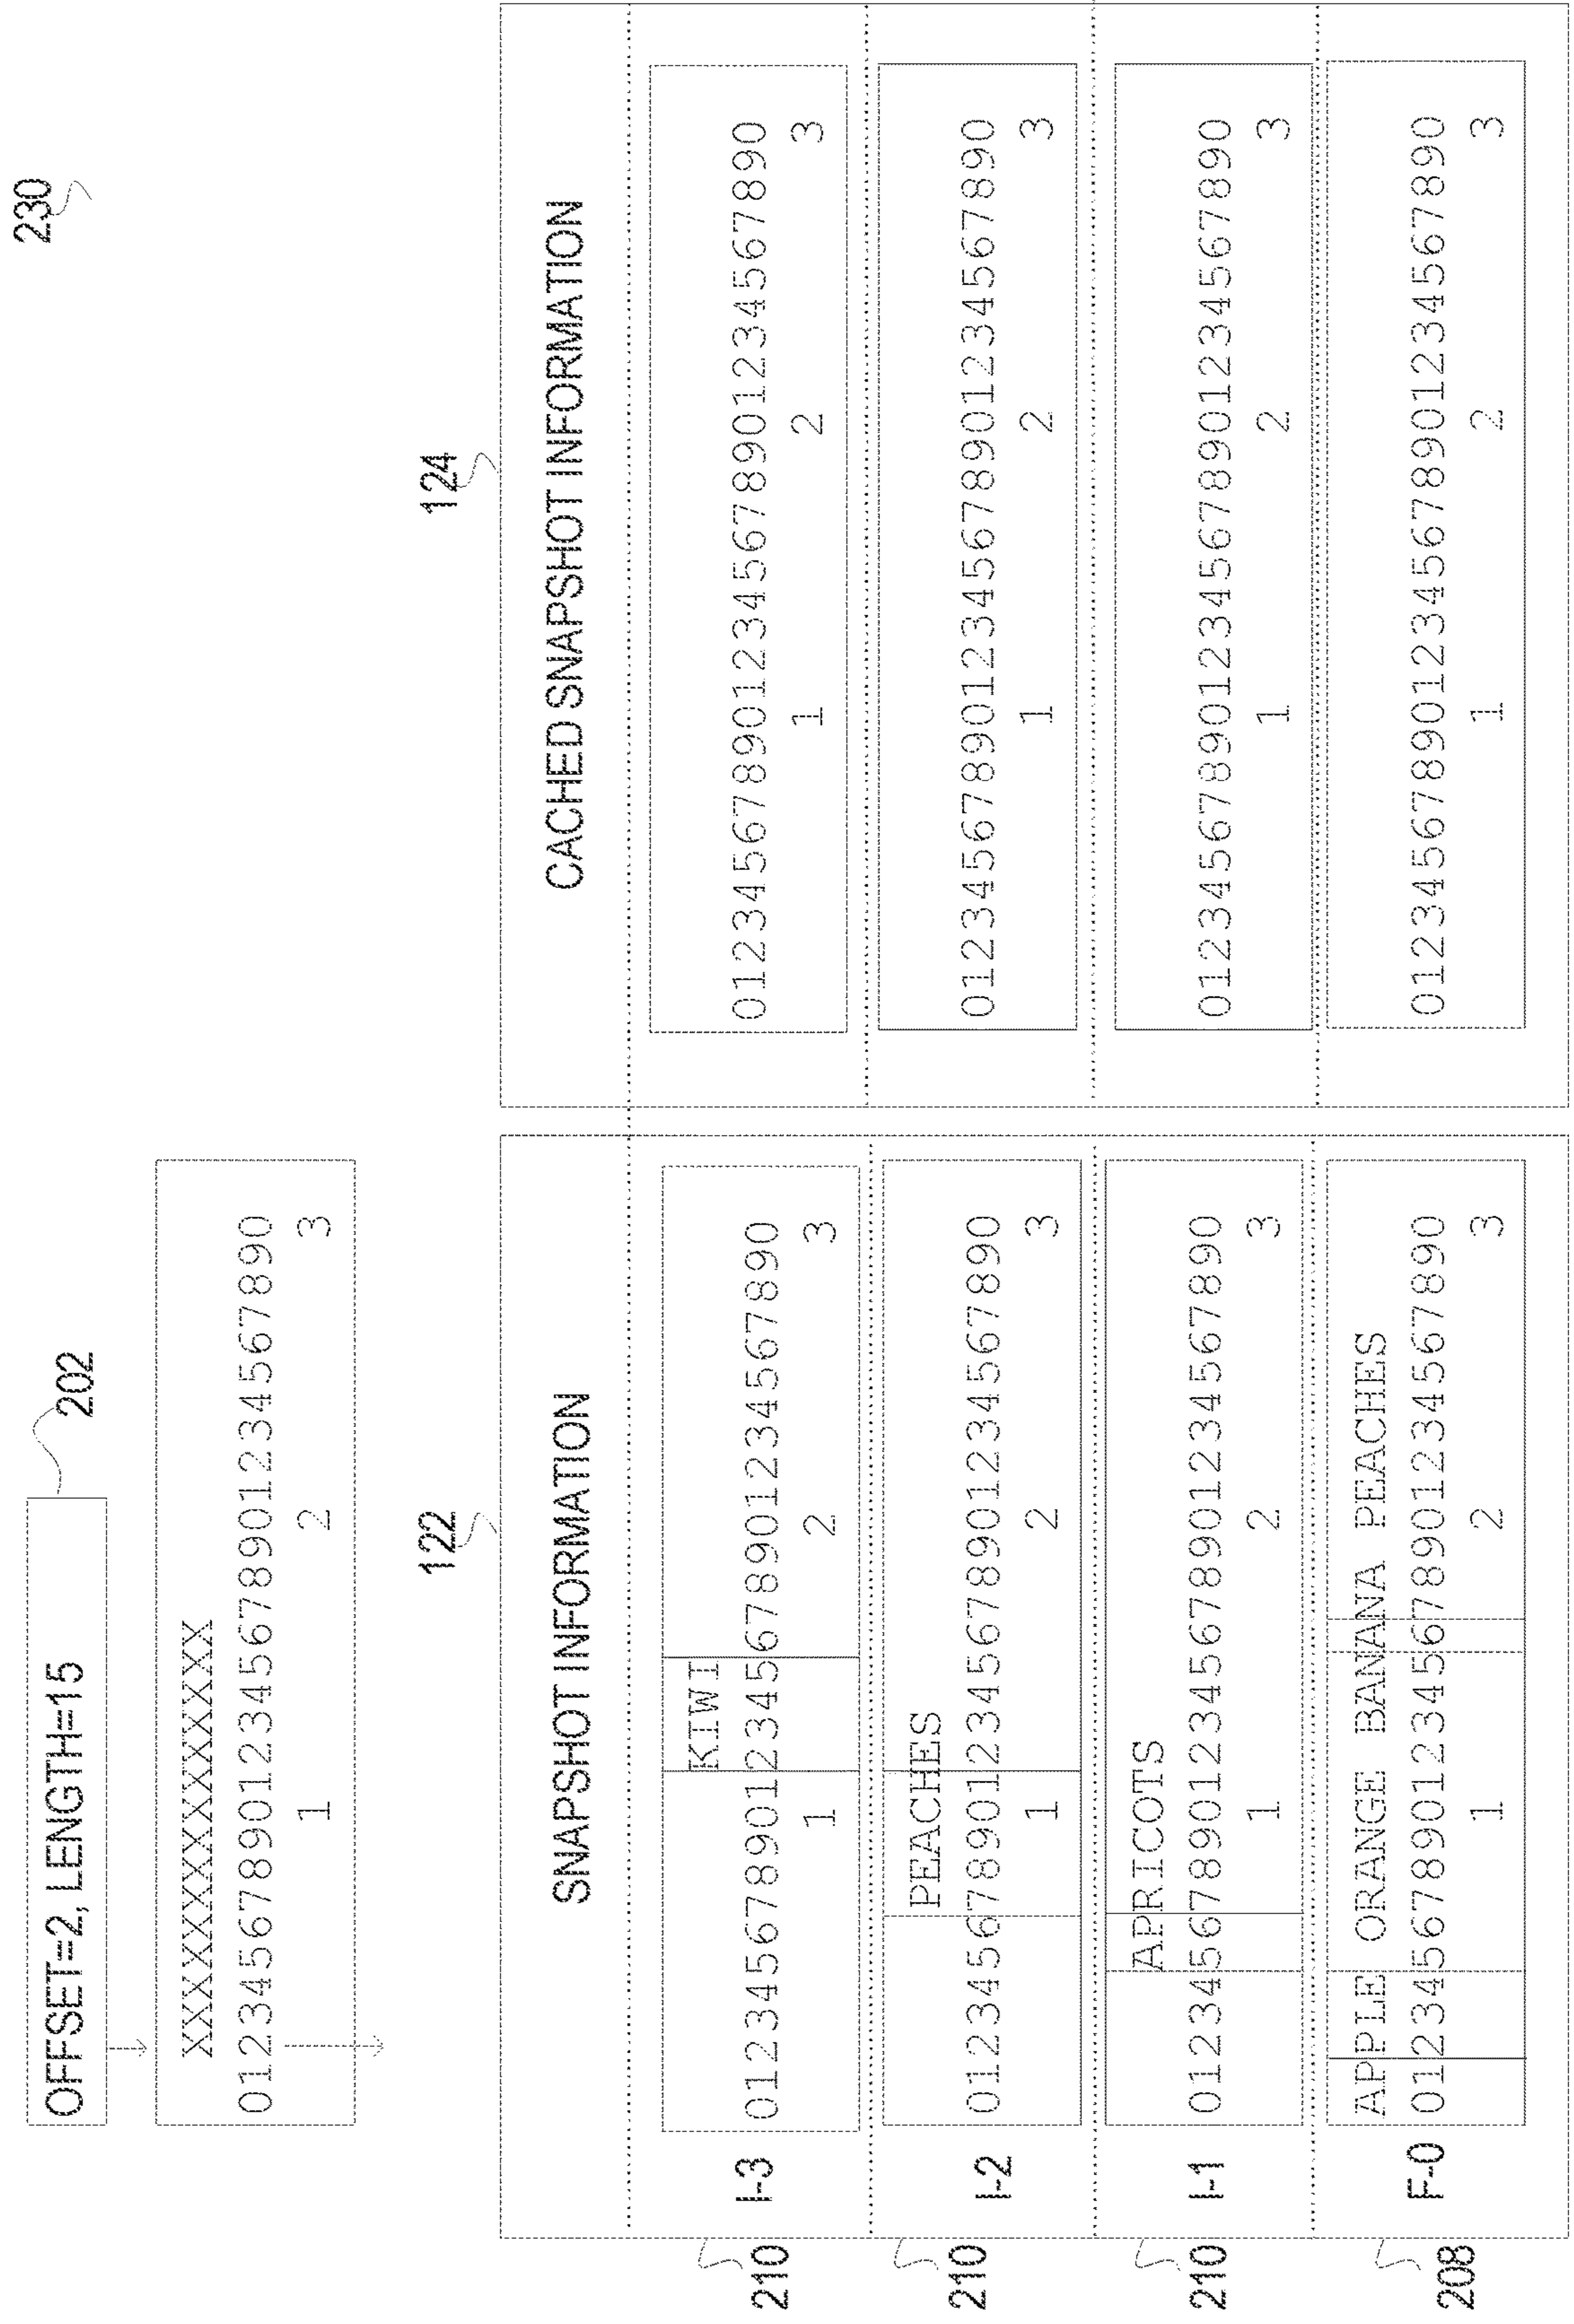 230
OFFSET=2, LENGTH=15
202
XXXXXXXXXXXXXXX
0123456789012345678901234567890
1 2 3
122
SNAPSHOT INFORMATION
210
I-3
KIWI
0123456789012345678901234567890
1 2 3
210
I-2
PEACHES
0123456789012345678901234567890
1 2 3
210
I-1
APRICOTS
0123456789012345678901234567890
1 2 3
208
F-0
APPLE ORANGE BANANA PEACHES
0123456789012345678901234567890
1 2 3
124
CACHED SNAPSHOT INFORMATION
0123456789012345678901234567890
1 2 3
0123456789012345678901234567890
1 2 3
0123456789012345678901234567890
1 2 3
0123456789012345678901234567890
1 2 3